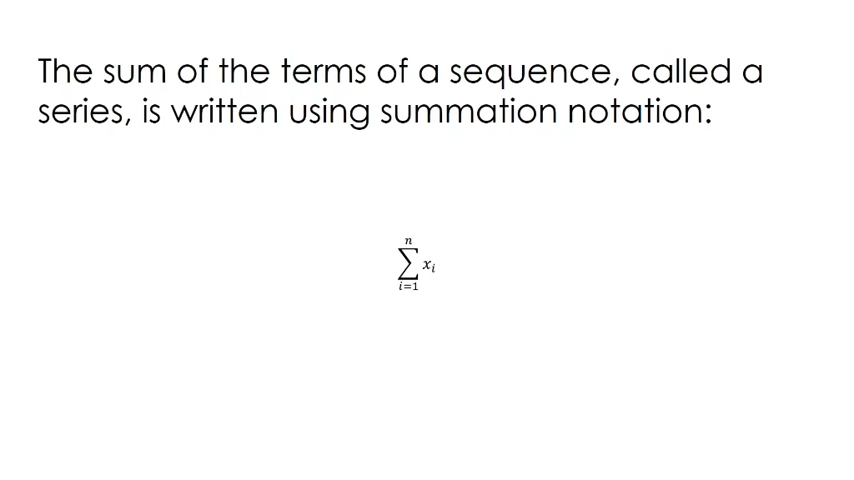 The sum of the terms of a sequence, called a
series, is written using summation notation:
n
∑ xᵢ
i=1